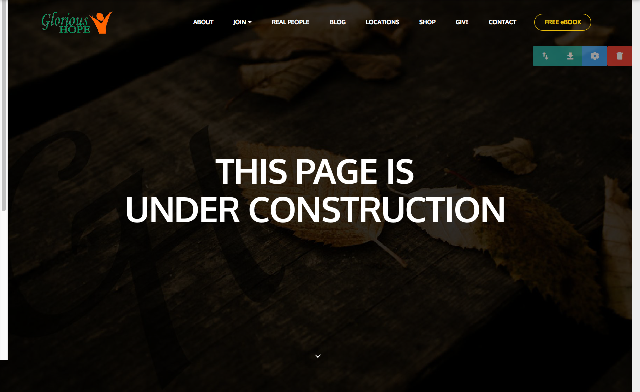 Glorious
HOPE
ABOUT
JOIN
REAL PEOPLE
BLOG
LOCATIONS
SHOP
GIVE
CONTACT
FREE eBOOK
THIS PAGE IS
UNDER CONSTRUCTION